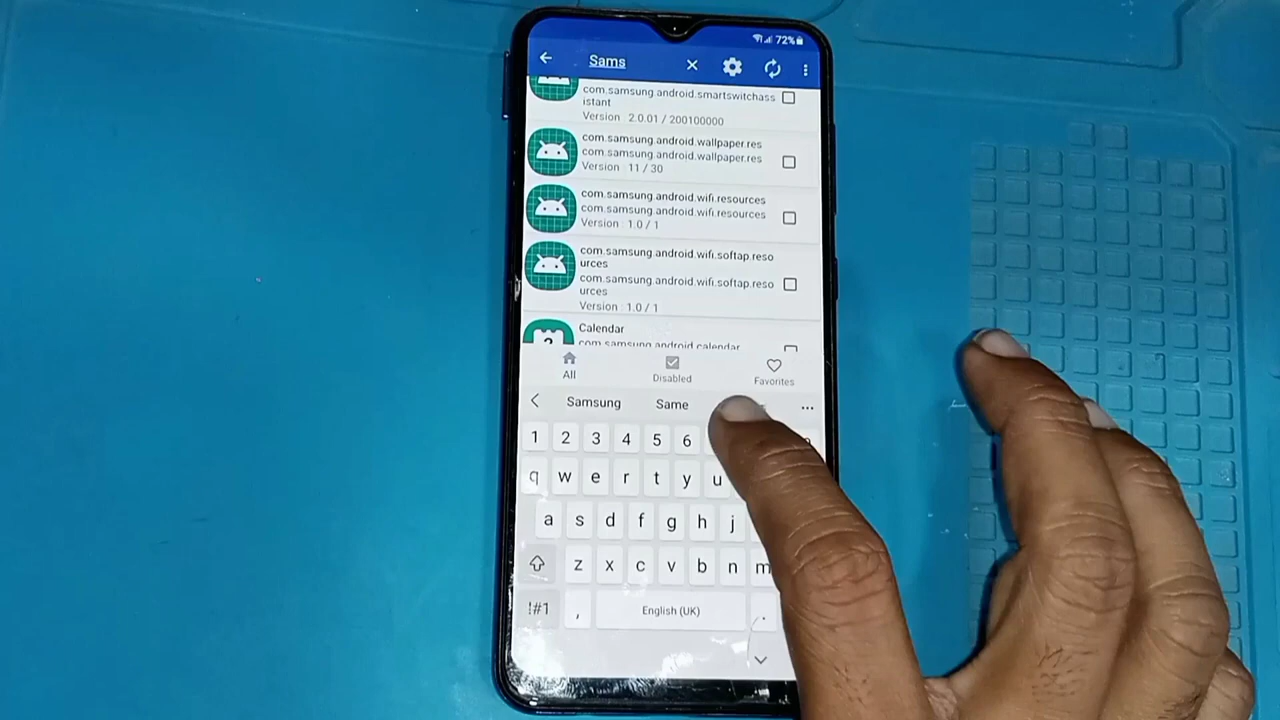 72%
Sams
com.samsung.android.smartswitchass
istant
Version 2.0.01 / 200100000
com.samsung.android.wallpaper.res
com.samsung.android.wallpaper.res
Version 11 / 30
com.samsung.android.wifi.resources
com.samsung.android.wifi.resources
Version 1.0 / 1
com.samsung.android.wifi.softap.reso
urces
com.samsung.android.wifi.softap.reso
urces
Version 1.0 / 1
Calendar
com.samsung.android.calendar
All Disabled Favorites
Samsung Same
1 2 3 4 5 6
q w e r t y u
a s d f g h j
z x c v b n m
!#1 , English (UK) .